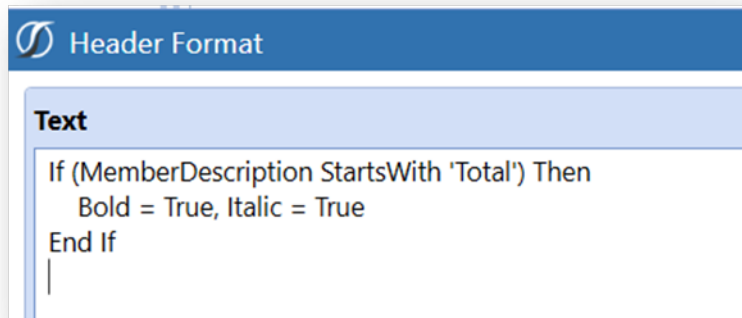 Header Format
Text
If (MemberDescription StartsWith 'Total') Then
Bold = True, Italic = True
End If